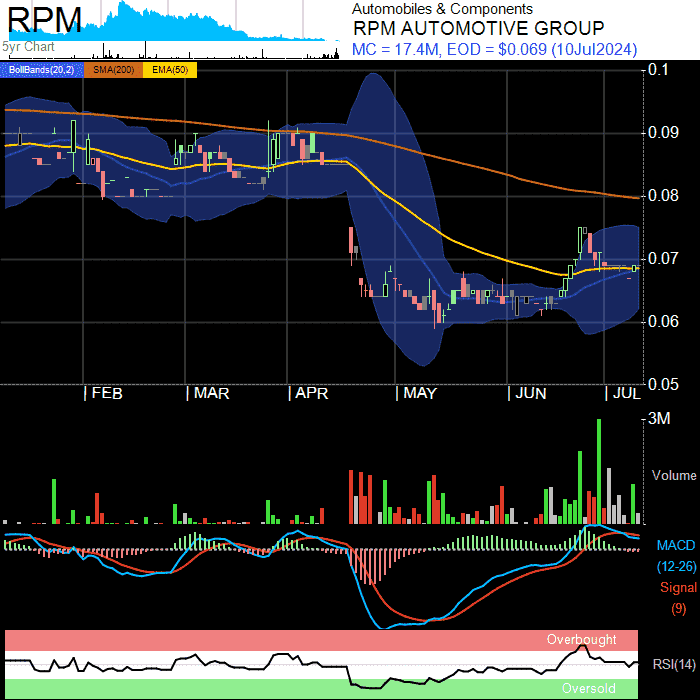 RPM
5yr Chart
Automobiles & Components
RPM AUTOMOTIVE GROUP
MC = 17.4M, EOD = $0.069 (10Jul2024)
BollBands(20,2) SMA(200) EMA(50)
0.1
0.09
0.08
0.07
0.06
0.05
FEB MAR APR MAY JUN JUL
3M
Volume
MACD
(12-26)
Signal
(9)
Overbought
RSI(14)
Oversold